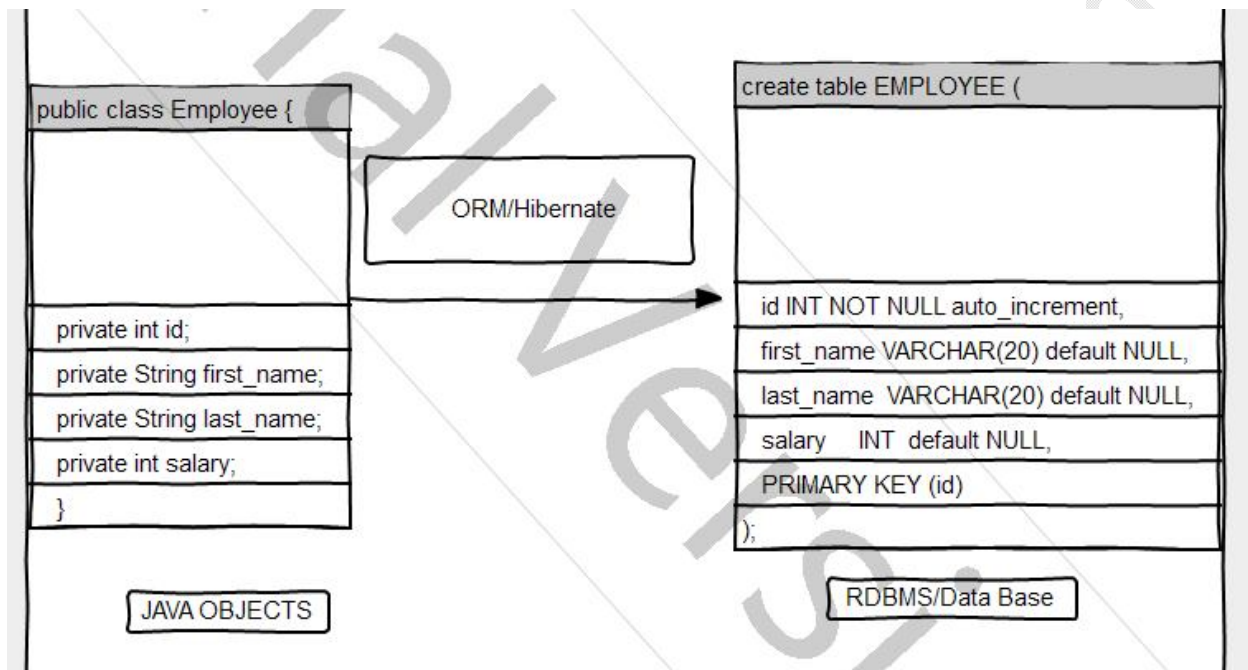 public class Employee {
private int id;
private String first_name;
private String last_name;
private int salary;
}
JAVA OBJECTS
ORM/Hibernate
create table EMPLOYEE (
id INT NOT NULL auto_increment,
first_name VARCHAR(20) default NULL,
last_name VARCHAR(20) default NULL,
salary INT default NULL,
PRIMARY KEY (id)
);
RDBMS/Data Base